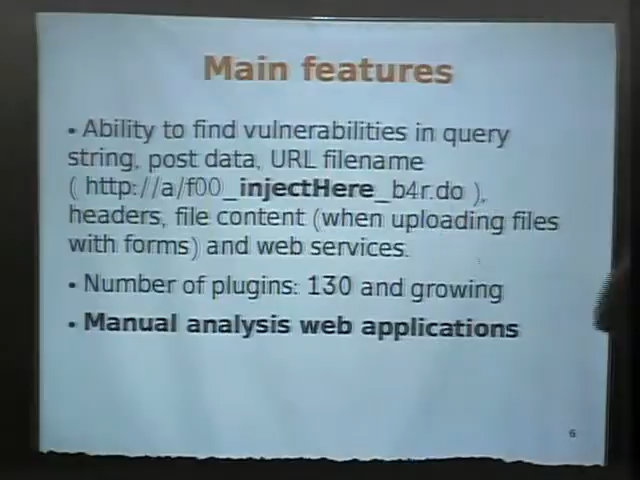 Main features
• Ability to find vulnerabilities in query
string, post data, URL filename
( http://a/f00_injectHere_b4r.do ),
headers, file content (when uploading files
with forms) and web services.
• Number of plugins: 130 and growing
• Manual analysis web applications
6